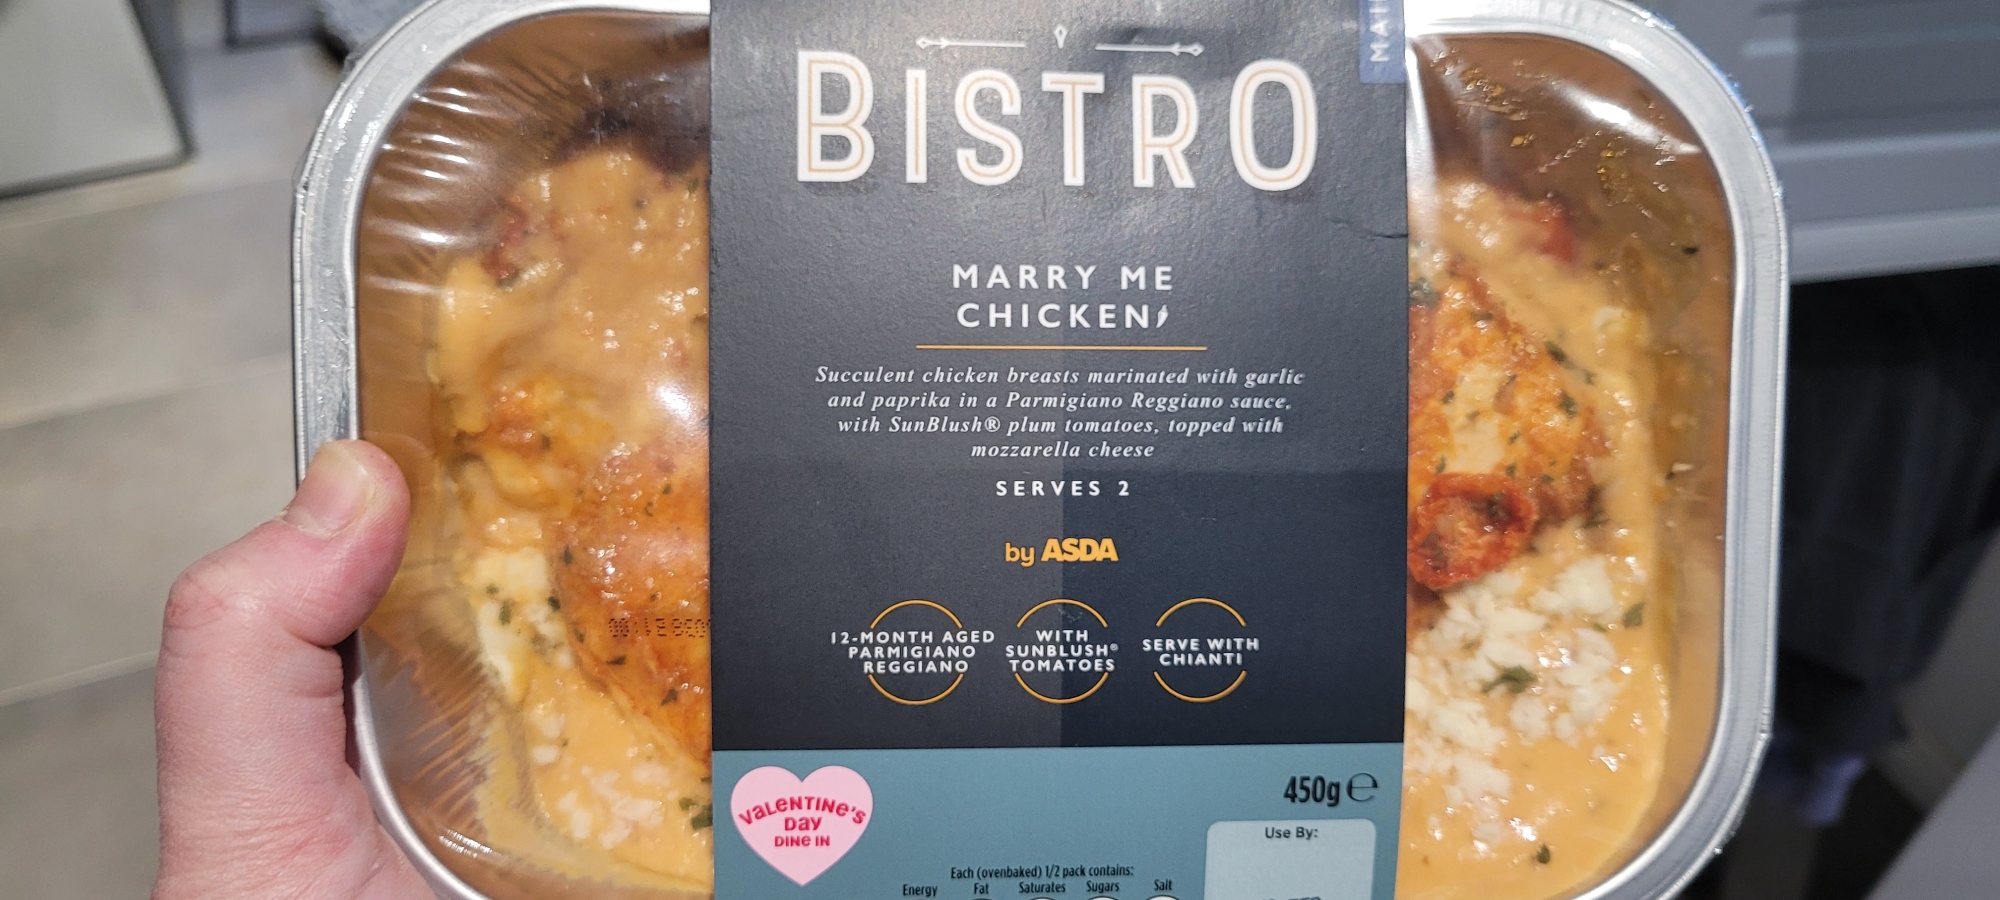 MAI
BISTRO
MARRY ME
CHICKEN
Succulent chicken breasts marinated with garlic
and paprika in a Parmigiano Reggiano sauce,
with SunBlush® plum tomatoes, topped with
mozzarella cheese
SERVES 2
by ASDA
12-MONTH AGED
PARMIGIANO
REGGIANO
WITH
SUNBLUSH®
TOMATOES
SERVE WITH
CHIANTI
VALENTINE'S
DAY
DINE IN
450g ℮
Use By:
Each (ovenbaked) 1/2 pack contains:
Energy Fat Saturates Sugars Salt